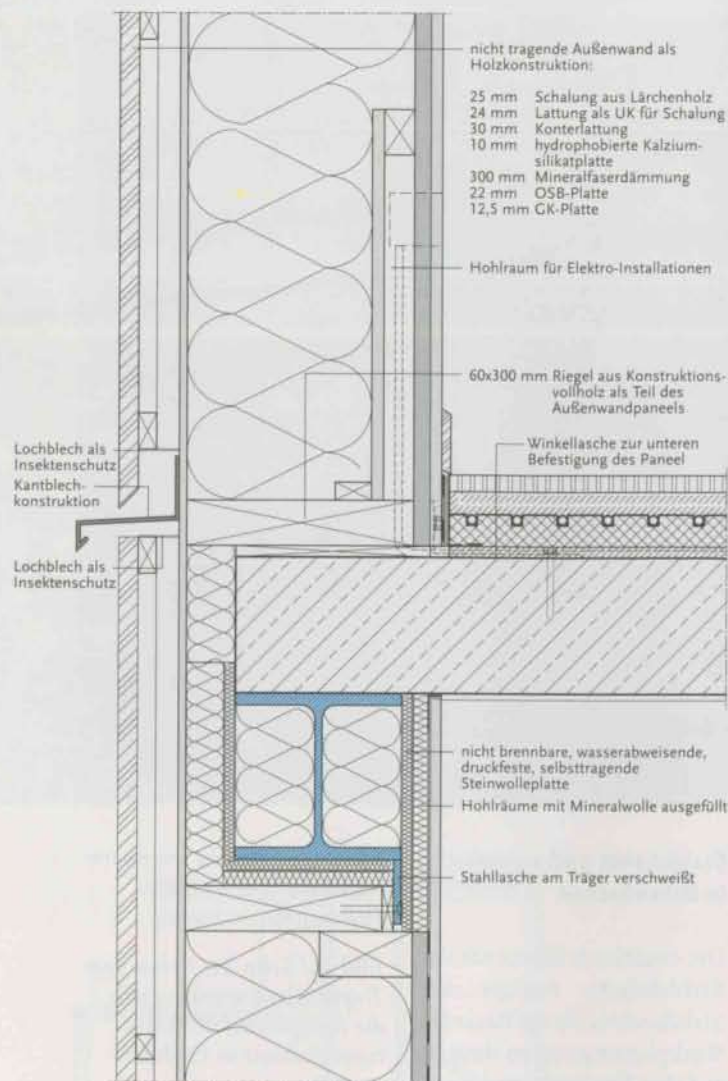 nicht tragende Außenwand als
Holzkonstruktion:
25 mm Schalung aus Lärchenholz
24 mm Lattung als UK für Schalung
30 mm Konterlattung
10 mm hydrophobierte Kalzium-
silikatplatte
300 mm Mineralfaserdämmung
22 mm OSB-Platte
12,5 mm GK-Platte
Hohlraum für Elektro-Installationen
60x300 mm Riegel aus Konstruktions-
vollholz als Teil des
Außenwandpaneels
Winkellasche zur unteren
Befestigung des Paneel
Lochblech als
Insektenschutz
Kantblech-
konstruktion
Lochblech als
Insektenschutz
nicht brennbare, wasserabweisende,
druckfeste, selbsttragende
Steinwolleplatte
Hohlräume mit Mineralwolle ausgefüllt
Stahllasche am Träger verschweißt